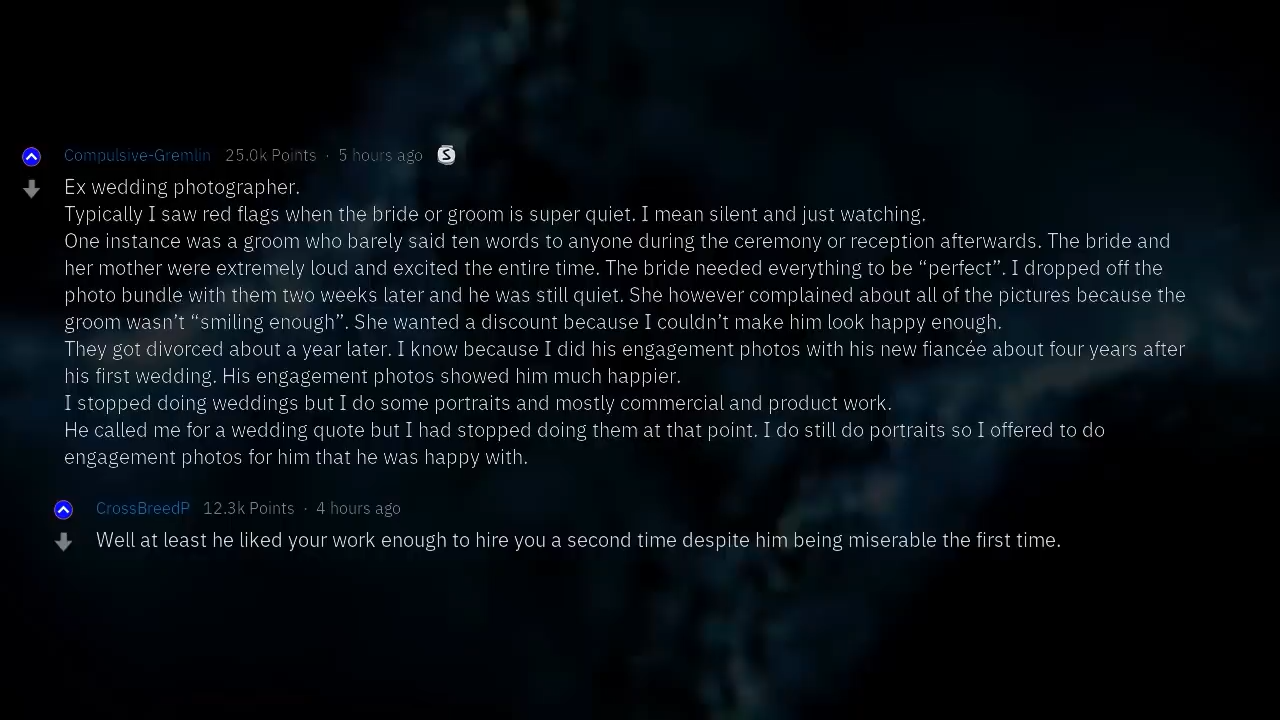 Compulsive-Gremlin 25.0k Points · 5 hours ago S
Ex wedding photographer.
Typically I saw red flags when the bride or groom is super quiet. I mean silent and just watching.
One instance was a groom who barely said ten words to anyone during the ceremony or reception afterwards. The bride and
her mother were extremely loud and excited the entire time. The bride needed everything to be “perfect”. I dropped off the
photo bundle with them two weeks later and he was still quiet. She however complained about all of the pictures because the
groom wasn’t “smiling enough”. She wanted a discount because I couldn’t make him look happy enough.
They got divorced about a year later. I know because I did his engagement photos with his new fiancée about four years after
his first wedding. His engagement photos showed him much happier.
I stopped doing weddings but I do some portraits and mostly commercial and product work.
He called me for a wedding quote but I had stopped doing them at that point. I do still do portraits so I offered to do
engagement photos for him that he was happy with.
CrossBreedP 12.3k Points · 4 hours ago
Well at least he liked your work enough to hire you a second time despite him being miserable the first time.